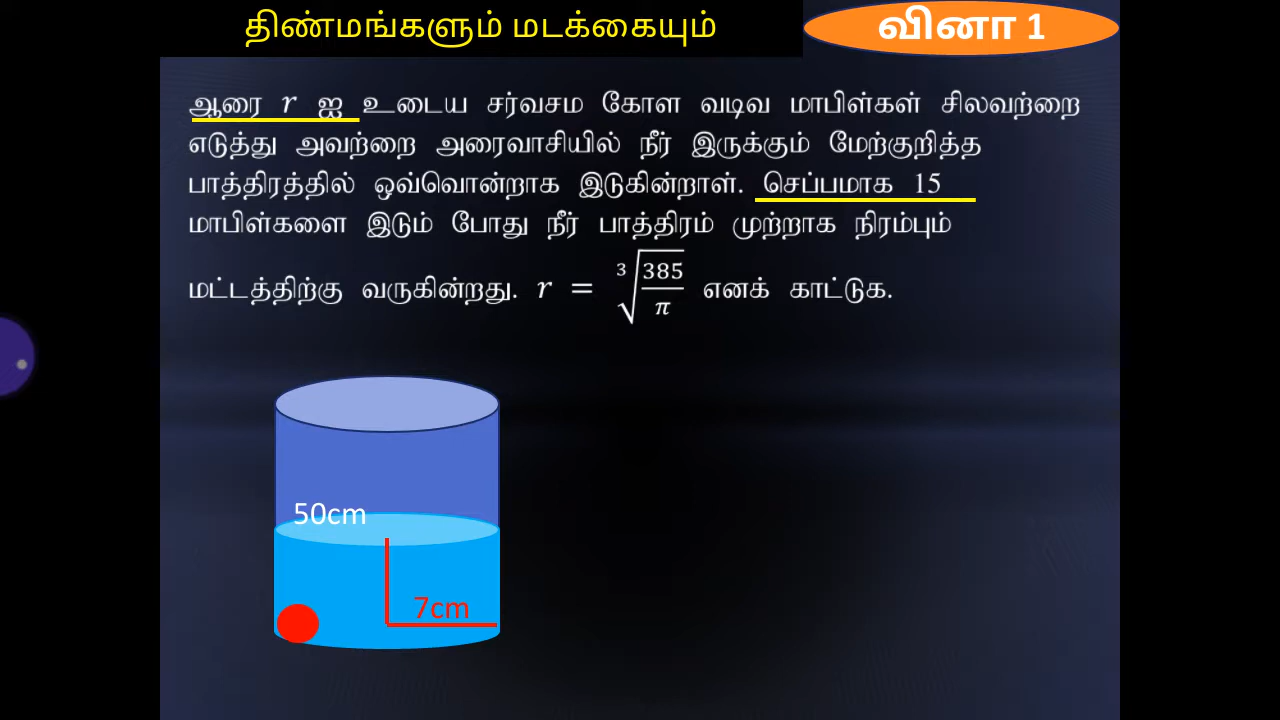 திண்மங்களும் மடக்கையும்
வினா 1
ஆரை r ஐ உடைய சர்வசம கோள வடிவ மாபிள்கள் சிலவற்றை
எடுத்து அவற்றை அரைவாசியில் நீர் இருக்கும் மேற்குறித்த
பாத்திரத்தில் ஒவ்வொன்றாக இடுகின்றாள். செப்பமாக 15
மாபிள்களை இடும் போது நீர் பாத்திரம் முற்றாக நிரம்பும்
மட்டத்திற்கு வருகின்றது. r = ∛(385/π) எனக் காட்டுக.
50cm
7cm